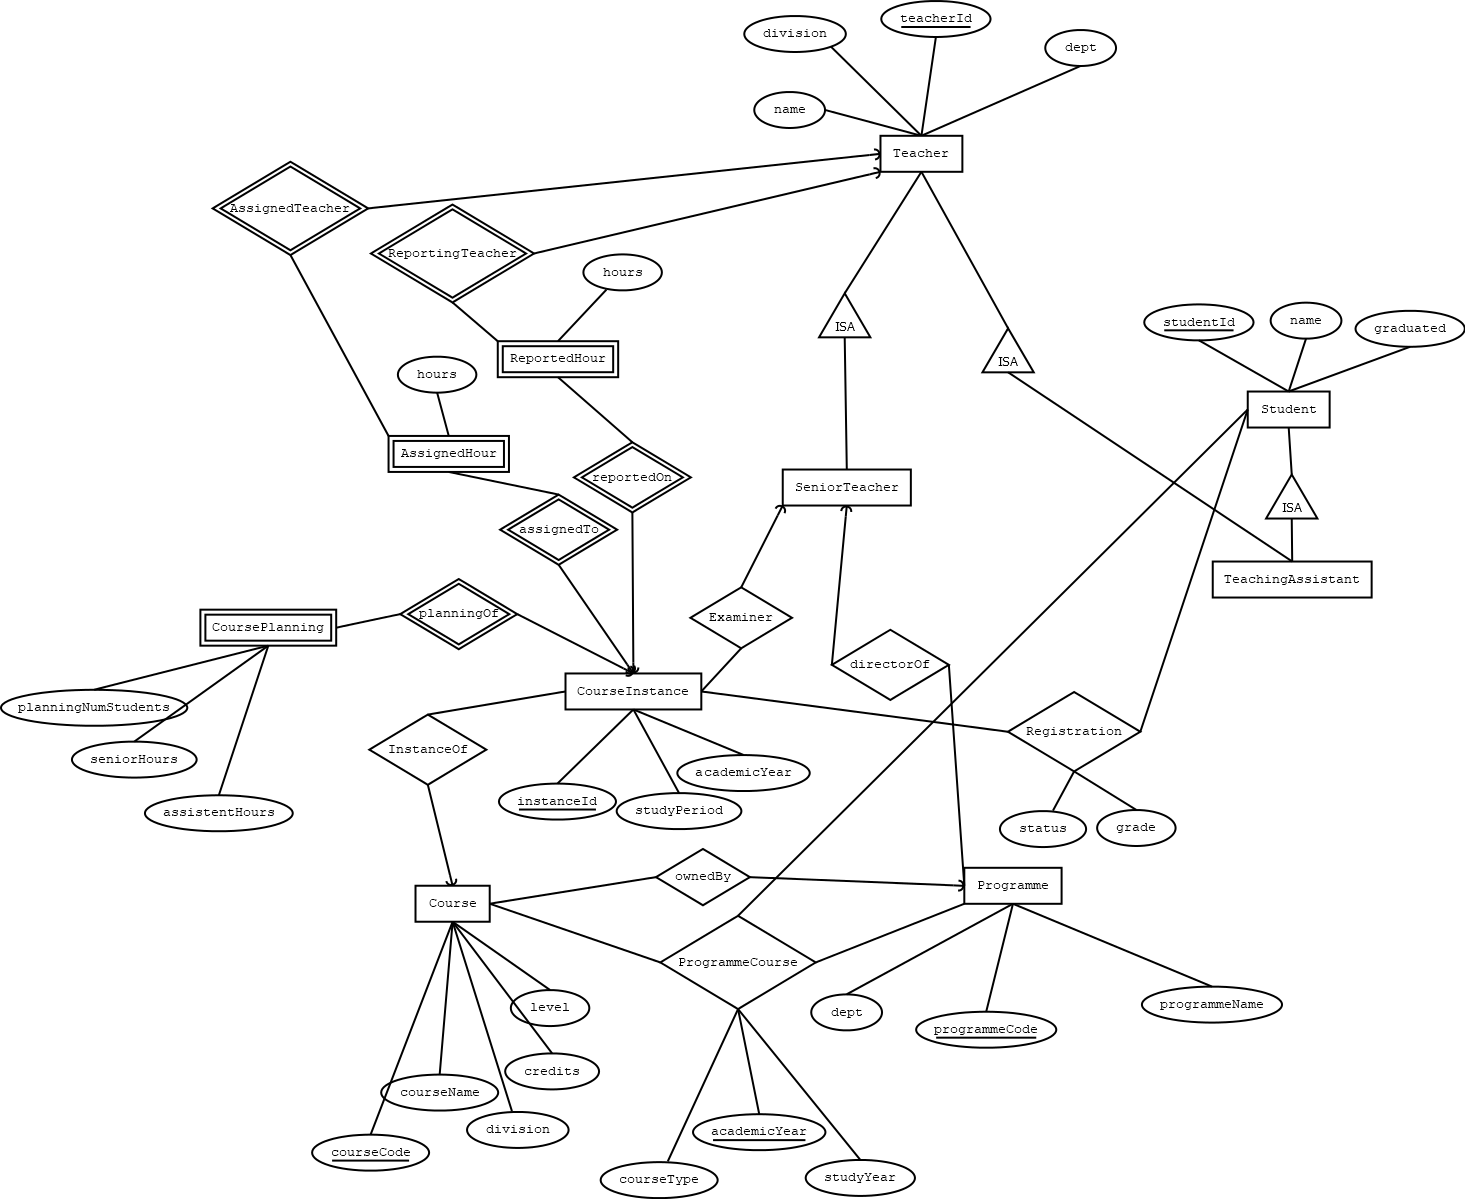 teacherId
division
dept
name
Teacher
AssignedTeacher
ReportingTeacher
hours
ISA
studentId
name
graduated
ReportedHour
ISA
hours
Student
AssignedHour
reportedOn
SeniorTeacher
ISA
assignedTo
TeachingAssistant
planningOf
Examiner
CoursePlanning
directorOf
CourseInstance
planningNumStudents
Registration
InstanceOf
seniorHours
academicYear
instanceId
studyPeriod
assistentHours
status
grade
ownedBy
Programme
Course
ProgrammeCourse
level
dept
programmeCode
programmeName
credits
courseName
division
academicYear
courseCode
courseType
studyYear